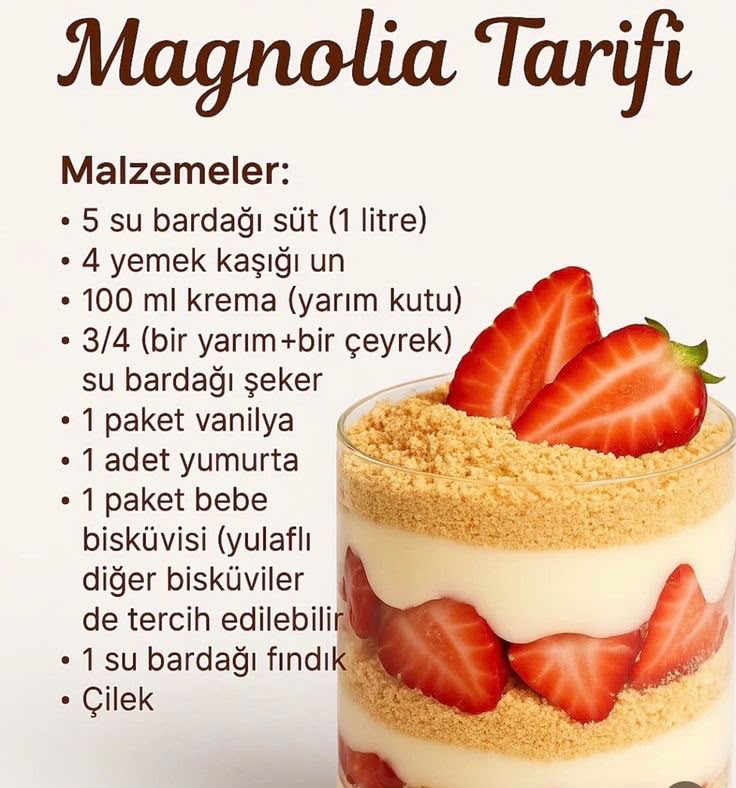 Magnolia Tarifi
Malzemeler:
• 5 su bardağı süt (1 litre)
• 4 yemek kaşığı un
• 100 ml krema (yarım kutu)
• 3/4 (bir yarım+bir çeyrek)
su bardağı şeker
• 1 paket vanilya
• 1 adet yumurta
• 1 paket bebe
bisküvisi (yulaflı
diğer bisküviler
de tercih edilebilir
• 1 su bardağı fındık
• Çilek